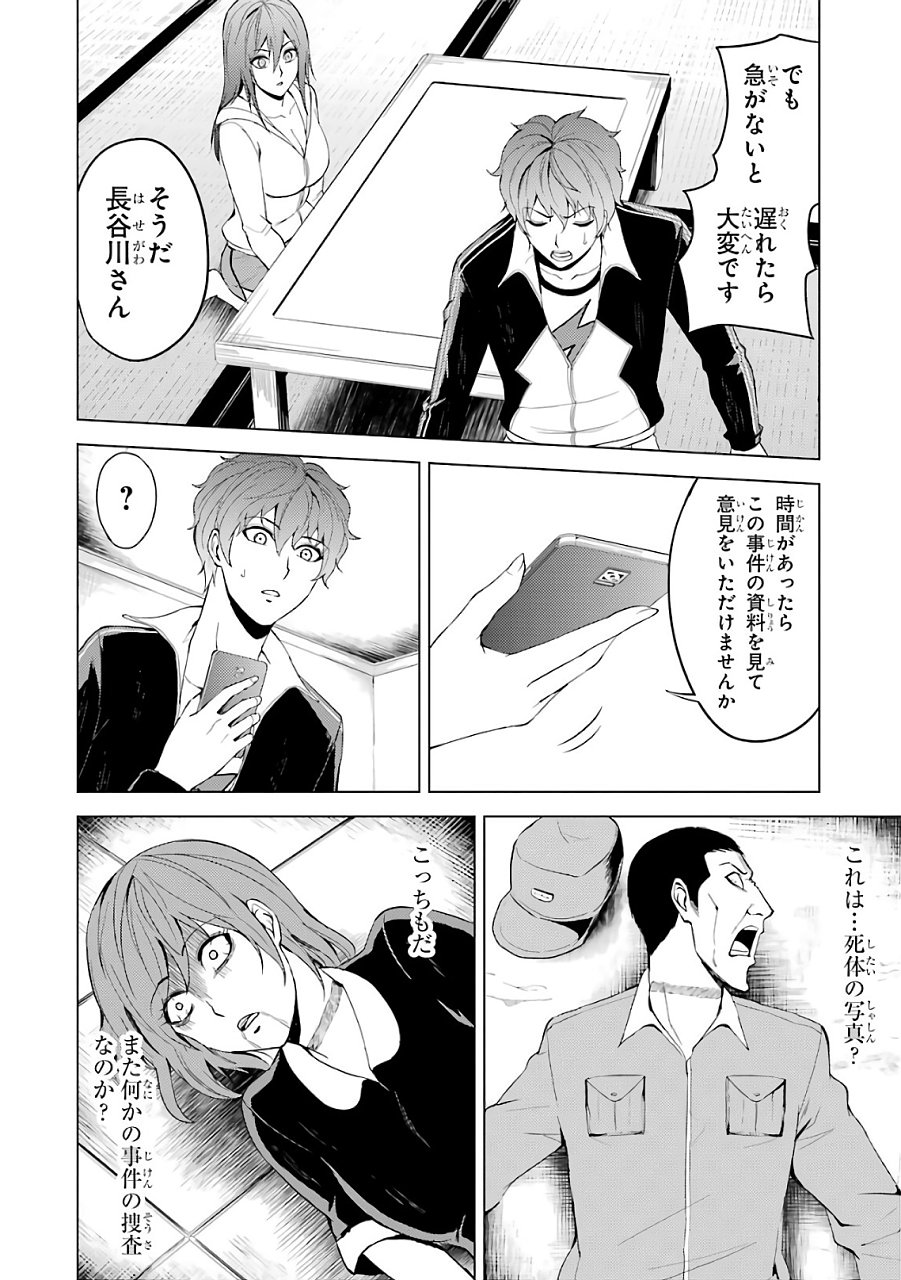 でも
急がないと
遅れたら
大変です
そうだ
長谷川さん
時間があったら
この事件の資料を見て
意見をいただけませんか
?
これは…死体の写真?
こっちもだ
また何かの事件の捜査
なのか?